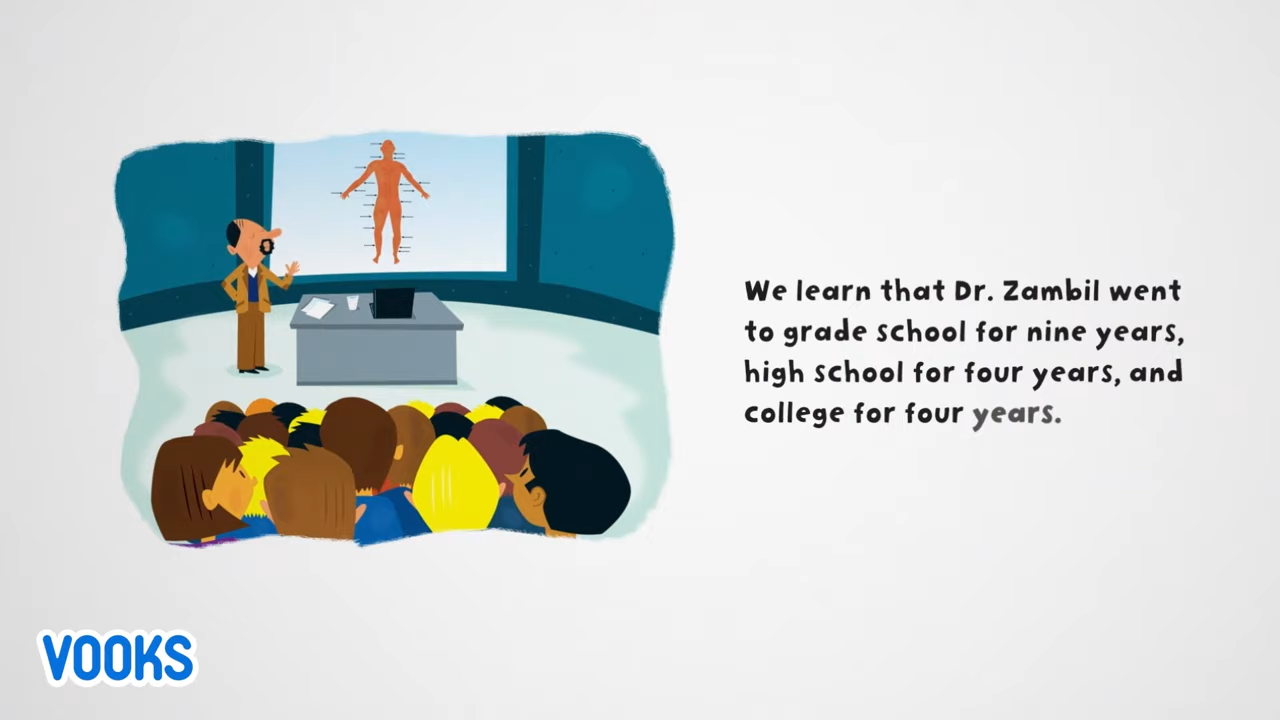 We learn that Dr. Zambil went
to grade school for nine years,
high school for four years, and
college for four years.
VOOKS